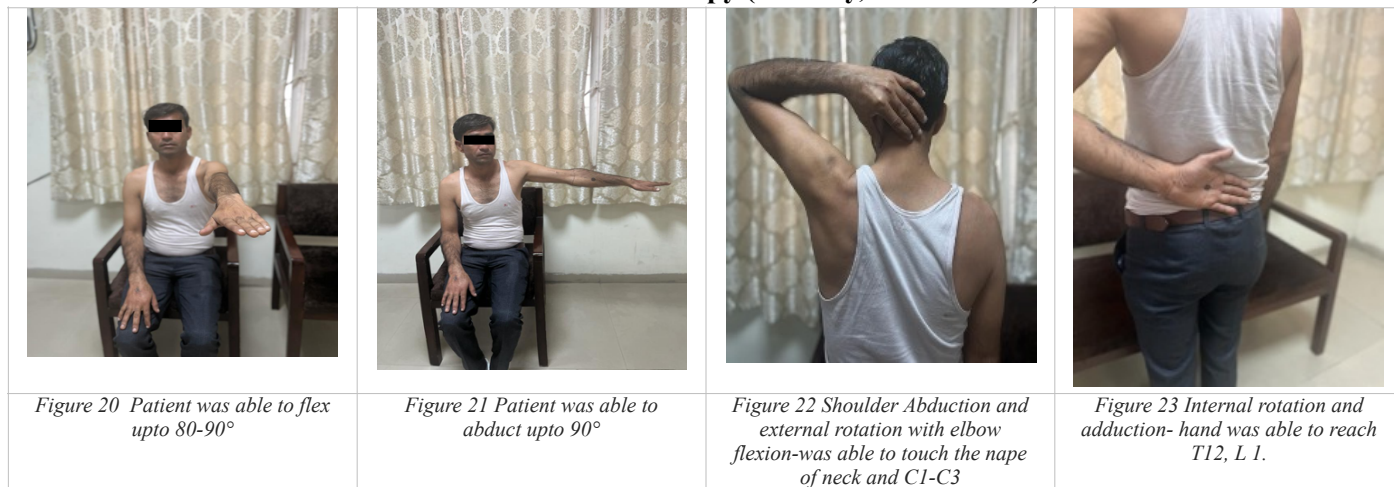 Figure 20 Patient was able to flex
upto 80-90°
Figure 21 Patient was able to
abduct upto 90°
Figure 22 Shoulder Abduction and
external rotation with elbow
flexion-was able to touch the nape
of neck and C1-C3
Figure 23 Internal rotation and
adduction- hand was able to reach
T12, L 1.